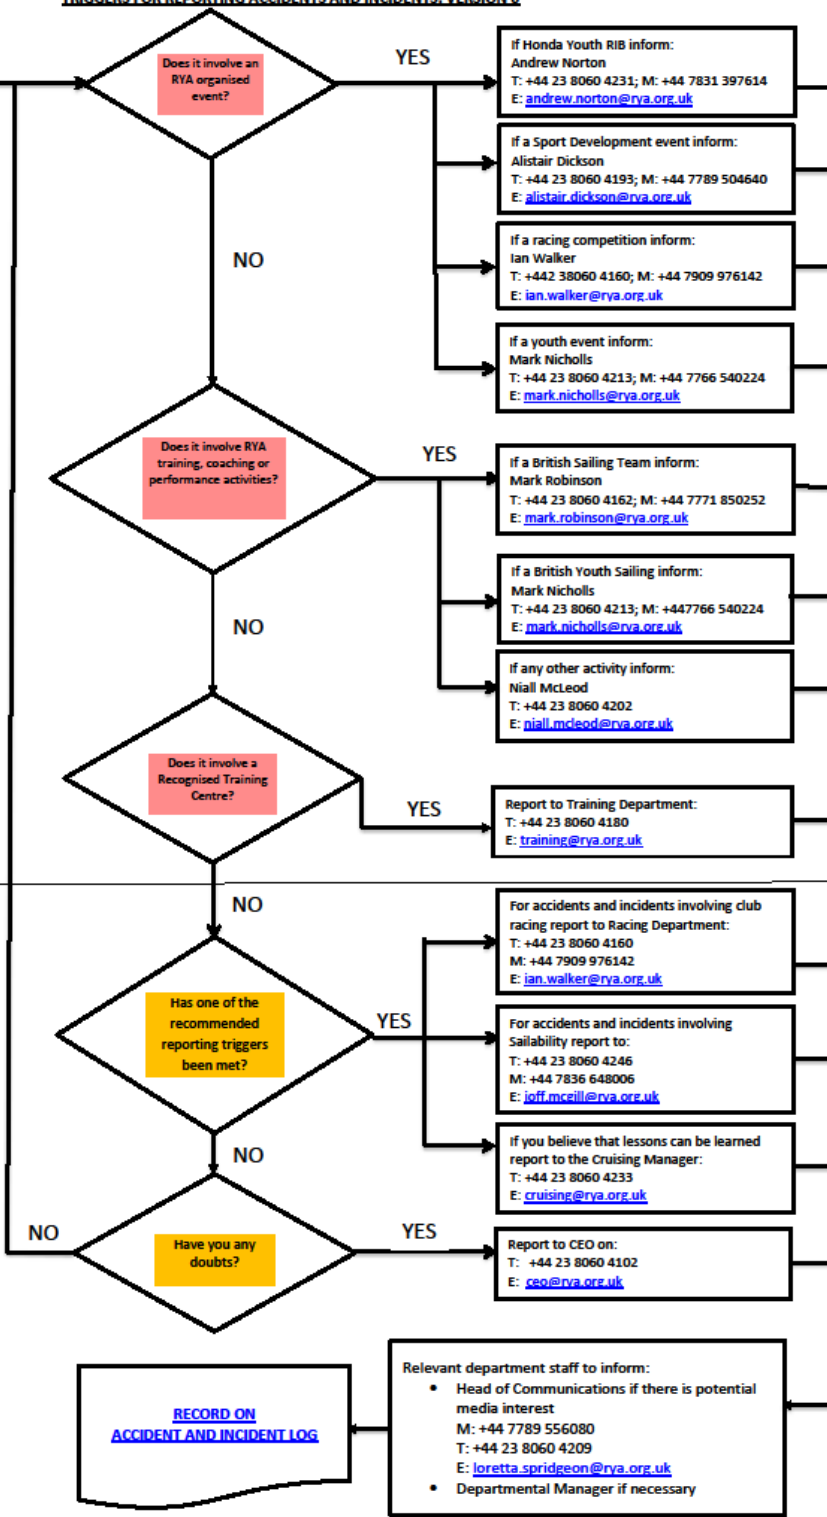 TRIGGERS FOR REPORTING ACCIDENTS AND INCIDENTS: VERSION 8
Does it involve an
RYA organised
event?
YES
If Honda Youth RIB inform:
Andrew Norton
T: +44 23 8060 4231; M: +44 7831 397614
E: andrew.norton@rya.org.uk
If a Sport Development event inform:
Alistair Dickson
T: +44 23 8060 4193; M: +44 7789 504640
E: alistair.dickson@rya.org.uk
NO
If a racing competition inform:
Ian Walker
T: +442 38060 4160; M: +44 7909 976142
E: ian.walker@rya.org.uk
If a youth event inform:
Mark Nicholls
T: +44 23 8060 4213; M: +44 7766 540224
E: mark.nicholls@rya.org.uk
Does it involve RYA
training, coaching or
performance activities?
YES
If a British Sailing Team inform:
Mark Robinson
T: +44 23 8060 4162; M: +44 7771 850252
E: mark.robinson@rya.org.uk
If a British Youth Sailing inform:
Mark Nicholls
T: +44 23 8060 4213; M: +447766 540224
E: mark.nicholls@rya.org.uk
NO
If any other activity inform:
Niall McLeod
T: +44 23 8060 4202
E: niall.mcleod@rya.org.uk
Does it involve a
Recognised Training
Centre?
YES
Report to Training Department:
T: +44 23 8060 4180
E: training@rya.org.uk
NO
For accidents and incidents involving club
racing report to Racing Department:
T: +44 23 8060 4160
M: +44 7909 976142
E: ian.walker@rya.org.uk
Has one of the
recommended
reporting triggers
been met?
YES
For accidents and incidents involving
Sailability report to:
T: +44 23 8060 4246
M: +44 7836 648006
E: joff.mcgill@rya.org.uk
NO
If you believe that lessons can be learned
report to the Cruising Manager:
T: +44 23 8060 4233
E: cruising@rya.org.uk
NO
Have you any
doubts?
YES
Report to CEO on:
T: +44 23 8060 4102
E: ceo@rya.org.uk
RECORD ON
ACCIDENT AND INCIDENT LOG
Relevant department staff to inform:
• Head of Communications if there is potential
media interest
M: +44 7789 556080
T: +44 23 8060 4209
E: loretta.spridgeon@rya.org.uk
• Departmental Manager if necessary